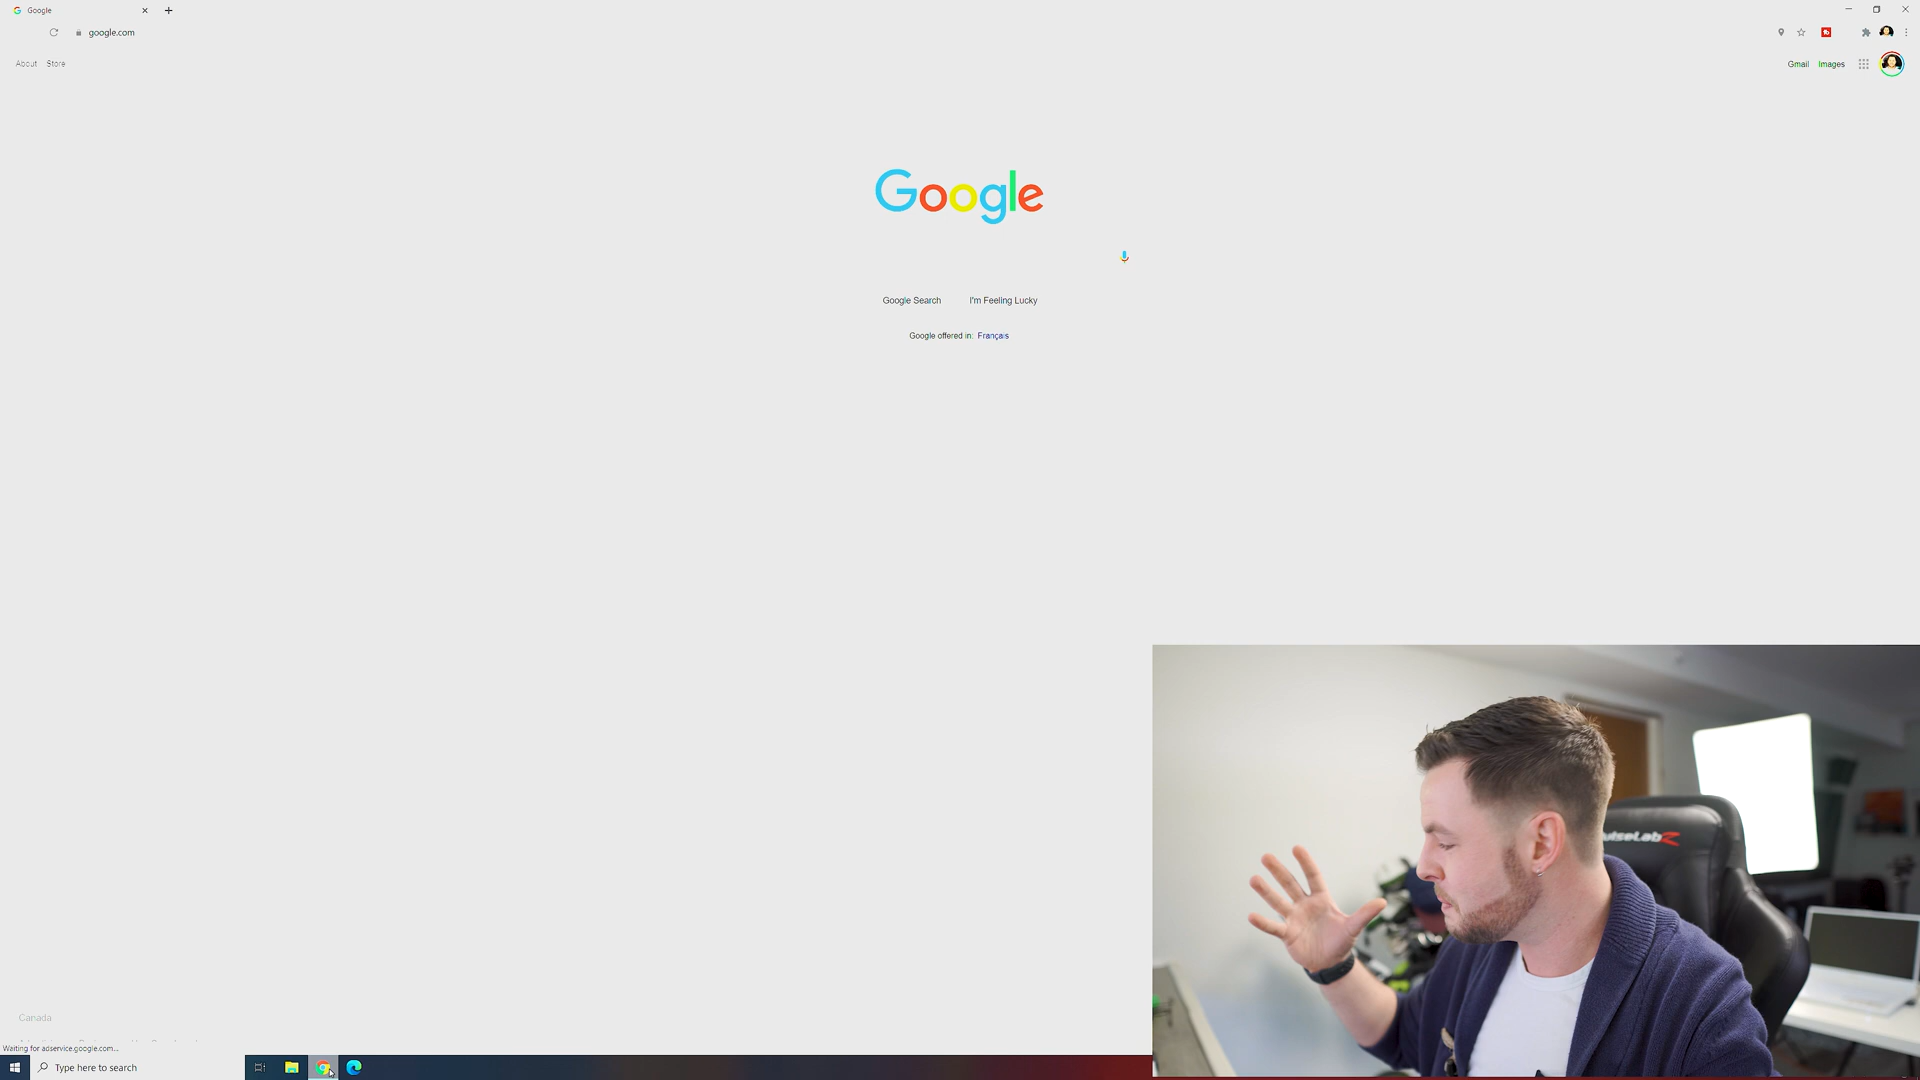 Google
google.com
About Store
Gmail Images
Google
Google Search I'm Feeling Lucky
Google offered in: Français
Canada
Waiting for adservice.google.com...
Type here to search